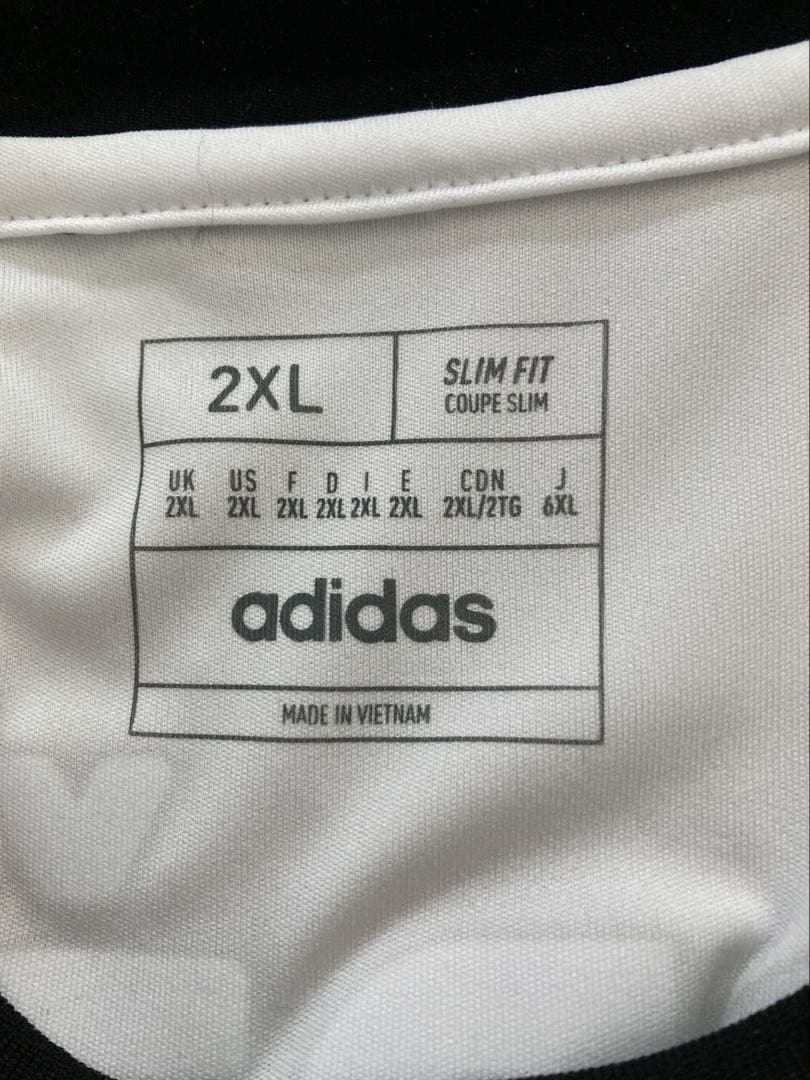 2XL SLIM FIT
COUPE SLIM
UK US F D I E CDN J
2XL 2XL 2XL 2XL 2XL 2XL 2XL/2TG 6XL
adidas
MADE IN VIETNAM